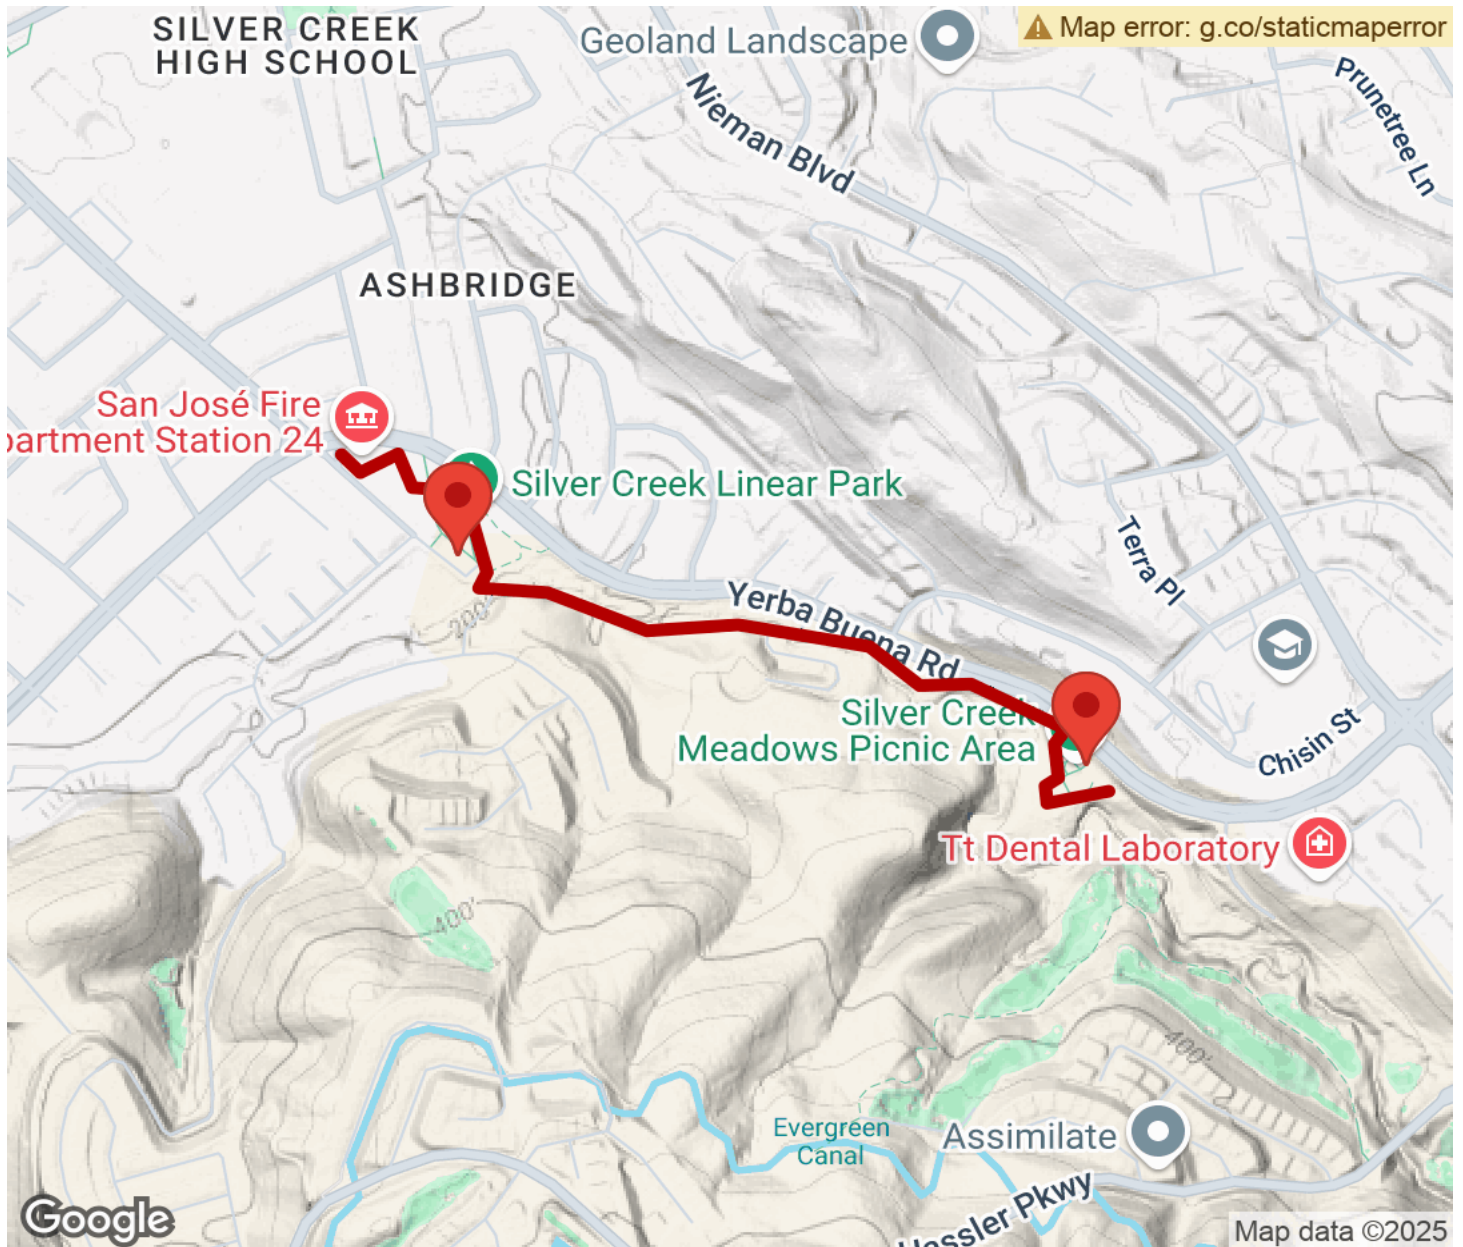 SILVER CREEK
HIGH SCHOOL
Geoland Landscape
Map error: g.co/staticmaperror
Prunetree Ln
Nieman Blvd
ASHBRIDGE
San José Fire
partment Station 24
Silver Creek Linear Park
Terra Pl
Yerba Buena Rd
200'
Silver Creek
Meadows Picnic Area
Chisin St
Tt Dental Laboratory
400'
400'
Evergreen
Canal
Assimilate
Hassler Pkwy
Google
Map data ©2025